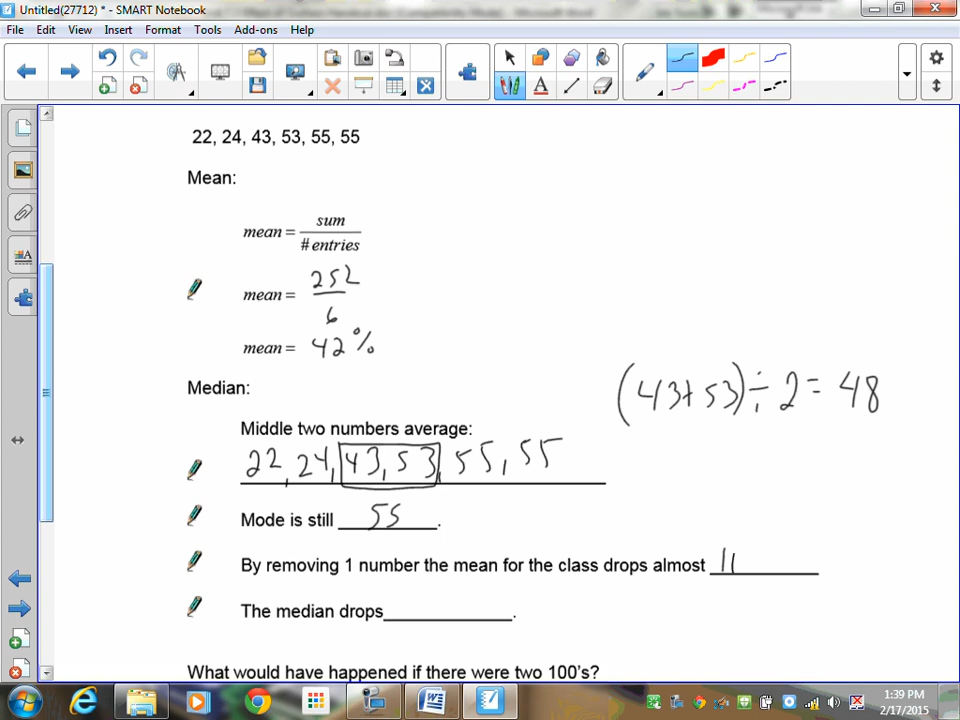 Untitled(27712) * - SMART Notebook
File Edit View Insert Format Tools Add-ons Help
22, 24, 43, 53, 55, 55
Mean:
mean = sum / # entries
mean = 252 / 6
mean = 42%
Median:
(43+53) ÷ 2 = 48
Middle two numbers average:
22, 24, 43, 53, 55, 55
Mode is still 55.
By removing 1 number the mean for the class drops almost 11
The median drops____________.
What would have happened if there were two 100's?
1:39 PM
2/17/2015